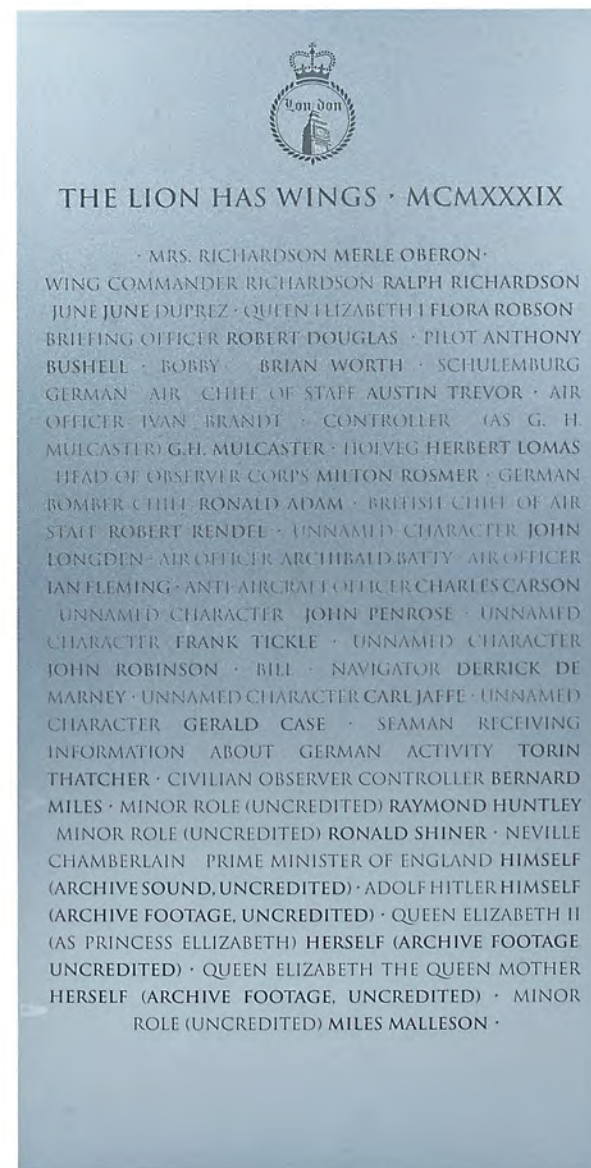 London
THE LION HAS WINGS · MCMXXXIX
· MRS. RICHARDSON MERLE OBERON·
WING COMMANDER RICHARDSON RALPH RICHARDSON
JUNE JUNE DUPREZ · QUEEN ELIZABETH I FLORA ROBSON
BRIEFING OFFICER ROBERT DOUGLAS · PILOT ANTHONY
BUSHELL · BOBBY BRIAN WORTH · SCHULEMBURG
GERMAN AIR CHIEF OF STAFF AUSTIN TREVOR · AIR
OFFICER IVAN BRANDT · CONTROLLER (AS G. H.
MULCASTER) G.H. MULCASTER · HOLVEG HERBERT LOMAS
HEAD OF OBSERVER CORPS MILTON ROSMER · GERMAN
BOMBER CHIEF RONALD ADAM · BRITISH CHIEF OF AIR
STAFF ROBERT RENDEL · UNNAMED CHARACTER JOHN
LONGDEN · AIR OFFICER ARCHIBALD BATTY · AIR OFFICER
IAN FLEMING · ANTI-AIRCRAFT OFFICER CHARLES CARSON
UNNAMED CHARACTER JOHN PENROSE · UNNAMED
CHARACTER FRANK TICKLE · UNNAMED CHARACTER
JOHN ROBINSON · BILL · NAVIGATOR DERRICK DE
MARNEY · UNNAMED CHARACTER CARL JAFFE · UNNAMED
CHARACTER GERALD CASE · SEAMAN RECEIVING
INFORMATION ABOUT GERMAN ACTIVITY TORIN
THATCHER · CIVILIAN OBSERVER CONTROLLER BERNARD
MILES · MINOR ROLE (UNCREDITED) RAYMOND HUNTLEY
MINOR ROLE (UNCREDITED) RONALD SHINER · NEVILLE
CHAMBERLAIN PRIME MINISTER OF ENGLAND HIMSELF
(ARCHIVE SOUND, UNCREDITED) · ADOLF HITLER HIMSELF
(ARCHIVE FOOTAGE, UNCREDITED) · QUEEN ELIZABETH II
(AS PRINCESS ELLIZABETH) HERSELF (ARCHIVE FOOTAGE
UNCREDITED) · QUEEN ELIZABETH THE QUEEN MOTHER
HERSELF (ARCHIVE FOOTAGE, UNCREDITED) · MINOR
ROLE (UNCREDITED) MILES MALLESON ·